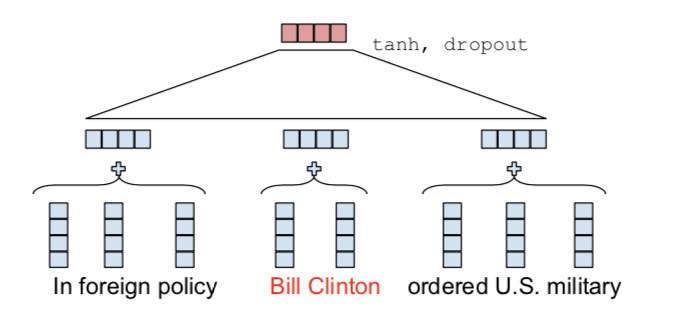 tanh, dropout
In foreign policy Bill Clinton ordered U.S. military